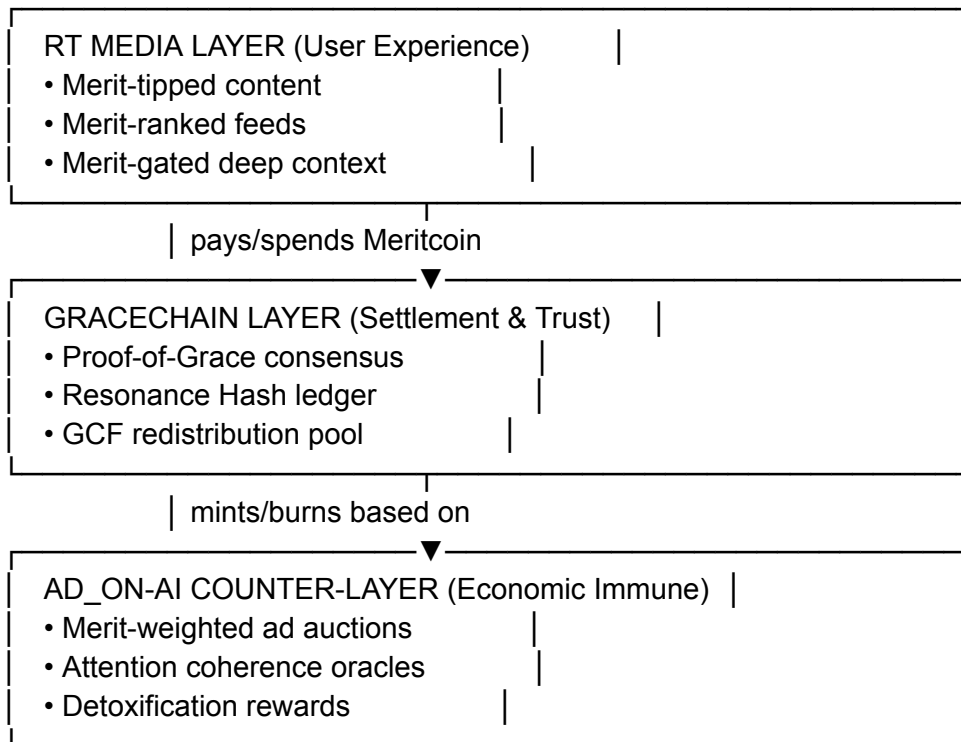 RT MEDIA LAYER (User Experience)
• Merit-tipped content
• Merit-ranked feeds
• Merit-gated deep context
pays/spends Meritcoin
GRACECHAIN LAYER (Settlement & Trust)
• Proof-of-Grace consensus
• Resonance Hash ledger
• GCF redistribution pool
mints/burns based on
AD_ON-AI COUNTER-LAYER (Economic Immune)
• Merit-weighted ad auctions
• Attention coherence oracles
• Detoxification rewards